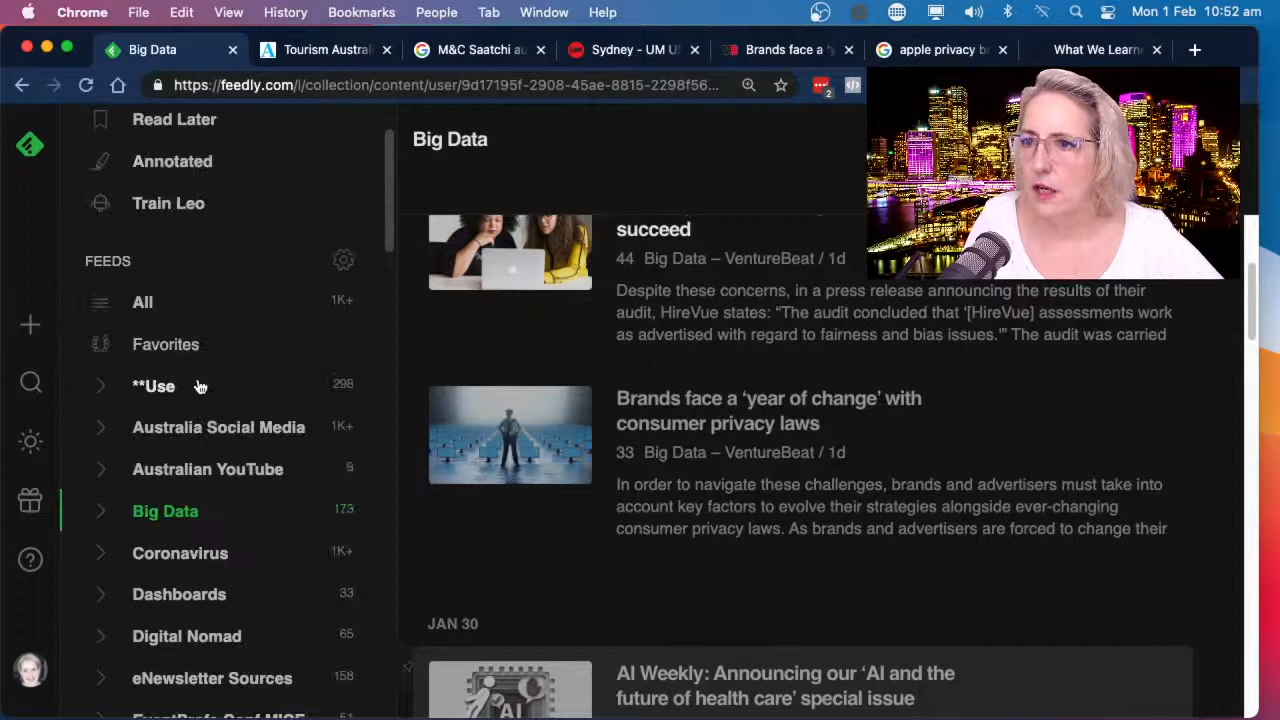 Chrome File Edit View History Bookmarks People Tab Window Help Mon 1 Feb 10:52 am
Big Data Tourism Austral M&C Saatchi au Sydney - UM U Brands face a 'y apple privacy b What We Learn
https://feedly.com/i/collection/content/user/9d17195f-2908-45ae-8815-2298f56... 2
Read Later
Annotated
Train Leo
FEEDS
All 1K+
Favorites
**Use 298
Australia Social Media 1K+
Australian YouTube 9
Big Data 173
Coronavirus 1K+
Dashboards 33
Digital Nomad 65
eNewsletter Sources 158
EventProfs Conf MICE 51
Big Data
succeed
44 Big Data – VentureBeat / 1d
Despite these concerns, in a press release announcing the results of their
audit, HireVue states: “The audit concluded that ‘[HireVue] assessments work
as advertised with regard to fairness and bias issues.’” The audit was carried
Brands face a ‘year of change’ with
consumer privacy laws
33 Big Data – VentureBeat / 1d
In order to navigate these challenges, brands and advertisers must take into
account key factors to evolve their strategies alongside ever-changing
consumer privacy laws. As brands and advertisers are forced to change their
JAN 30
AI Weekly: Announcing our ‘AI and the
future of health care’ special issue
AI